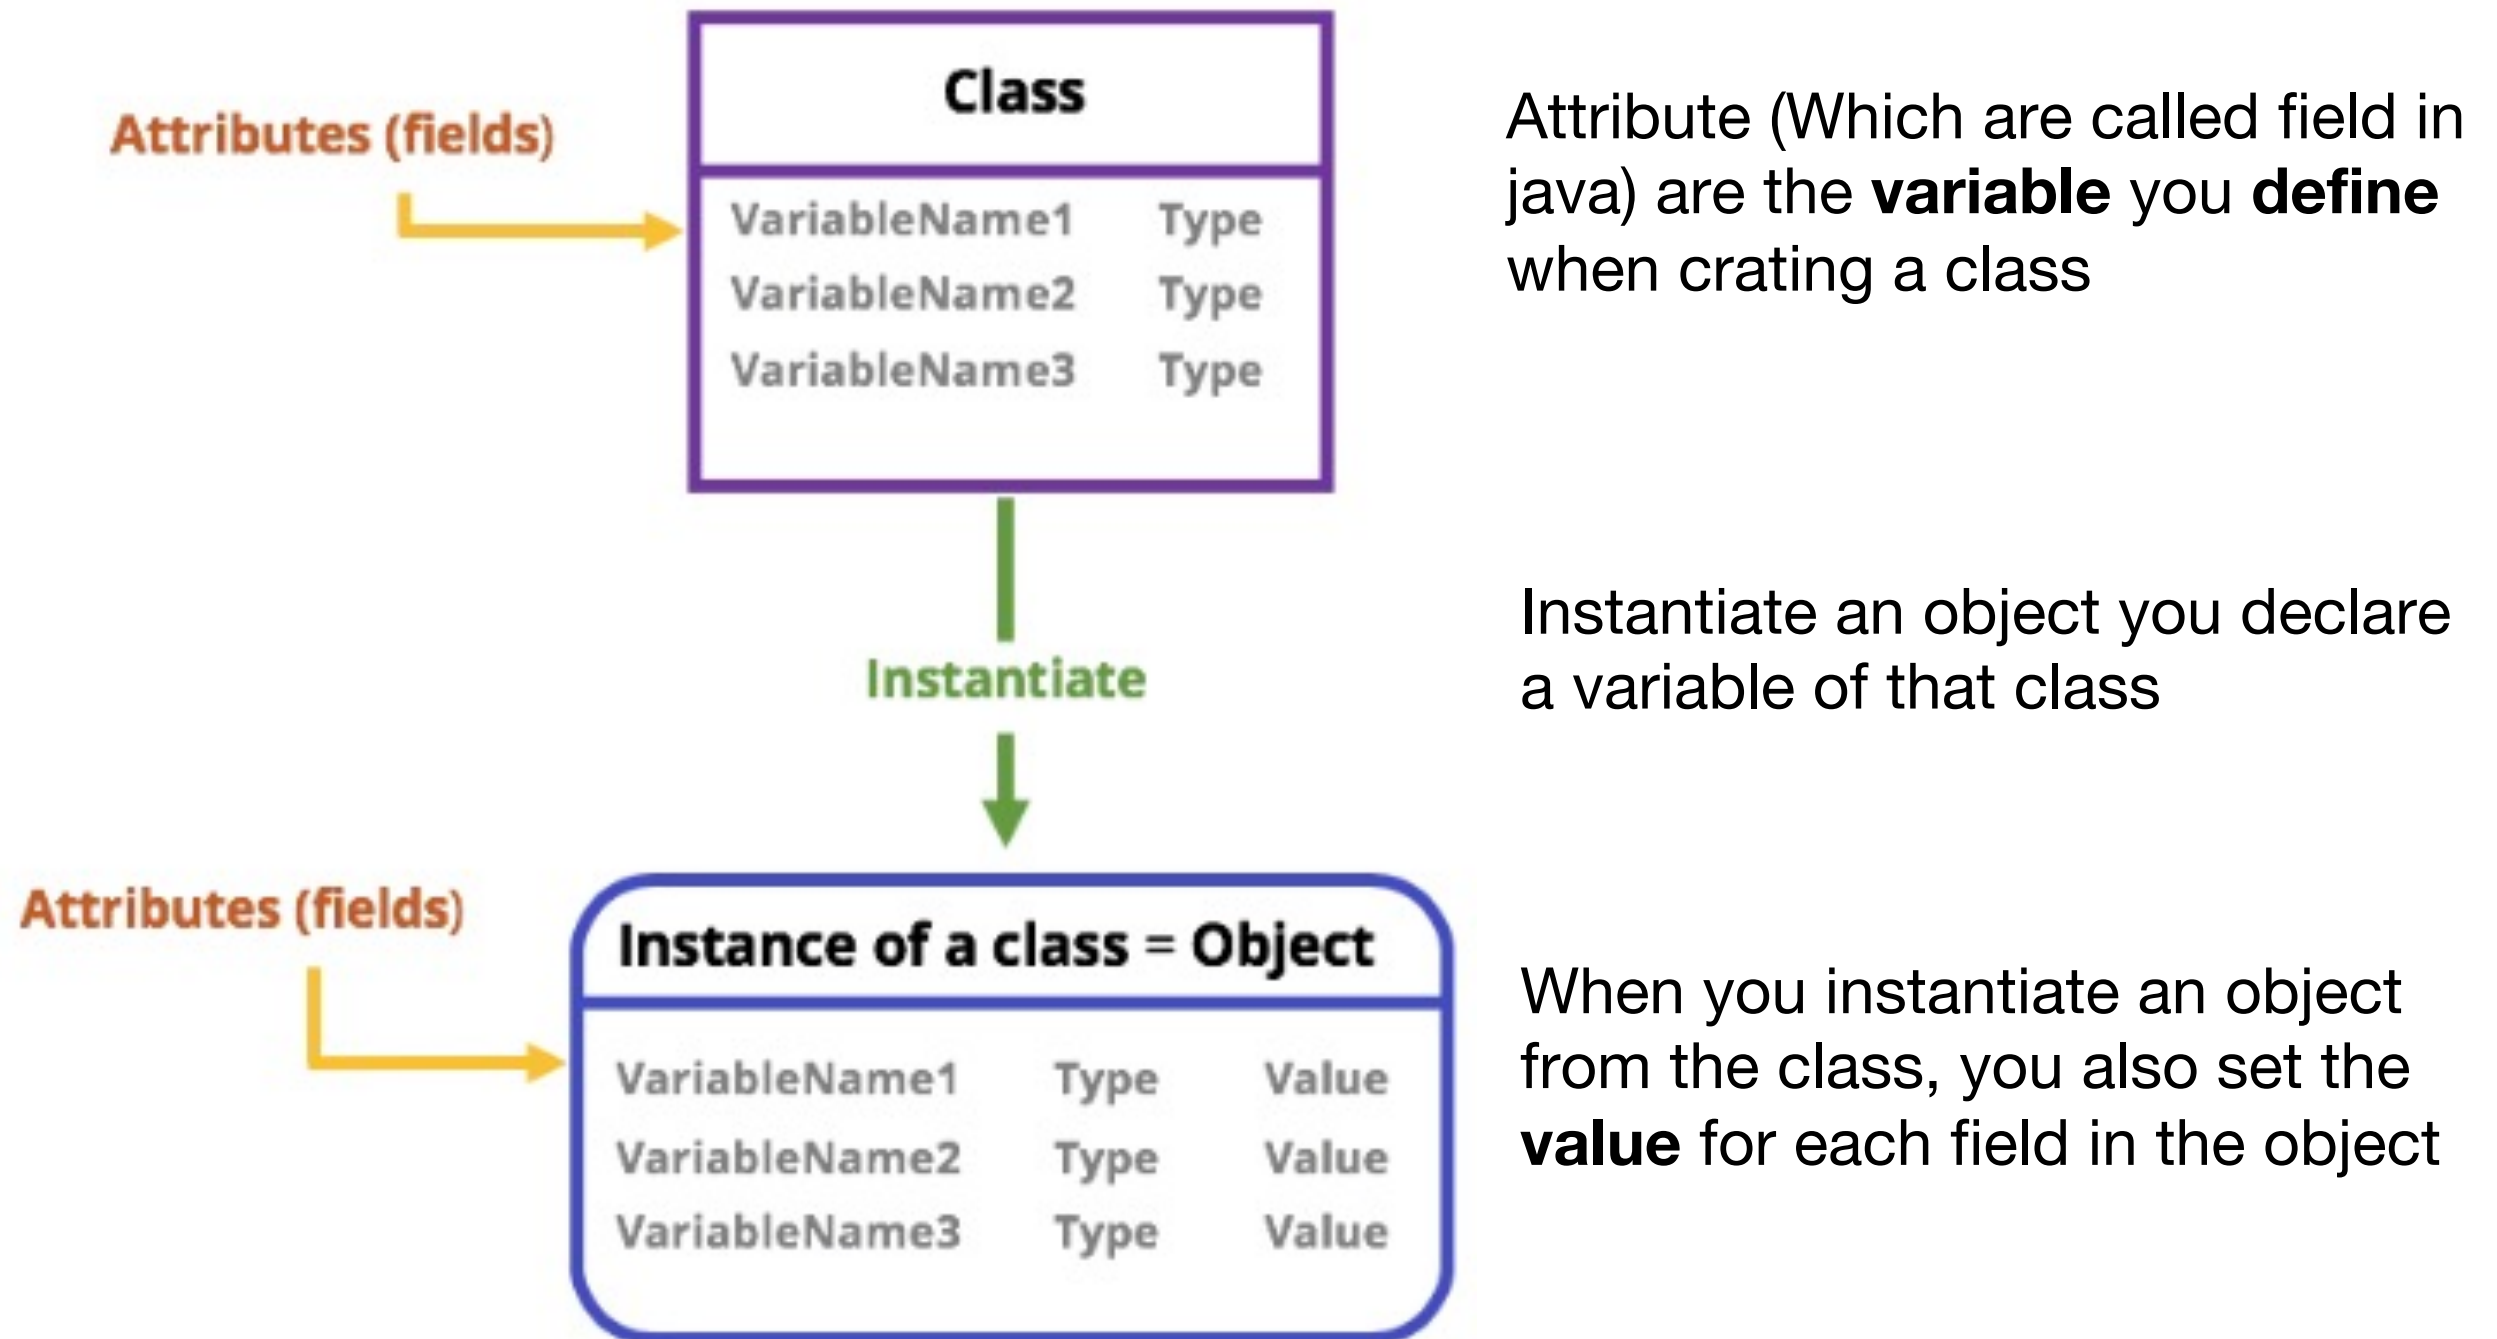 Class
Attributes (fields)
VariableName1 Type
VariableName2 Type
VariableName3 Type
Attribute (Which are called field in
java) are the variable you define
when crating a class
Instantiate
Instantiate an object you declare
a variable of that class
Attributes (fields)
Instance of a class = Object
VariableName1 Type Value
VariableName2 Type Value
VariableName3 Type Value
When you instantiate an object
from the class, you also set the
value for each field in the object